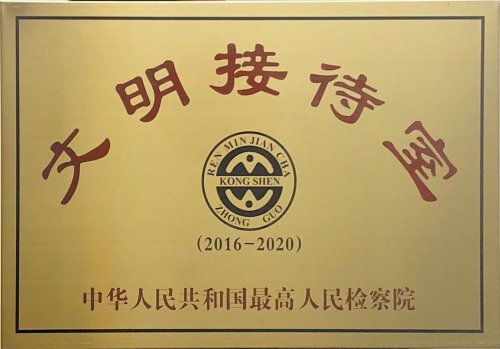 文明接待室
REN MIN JIAN CHA
KONG SHEN
ZHONG GUO
(2016-2020)
中华人民共和国最高人民检察院